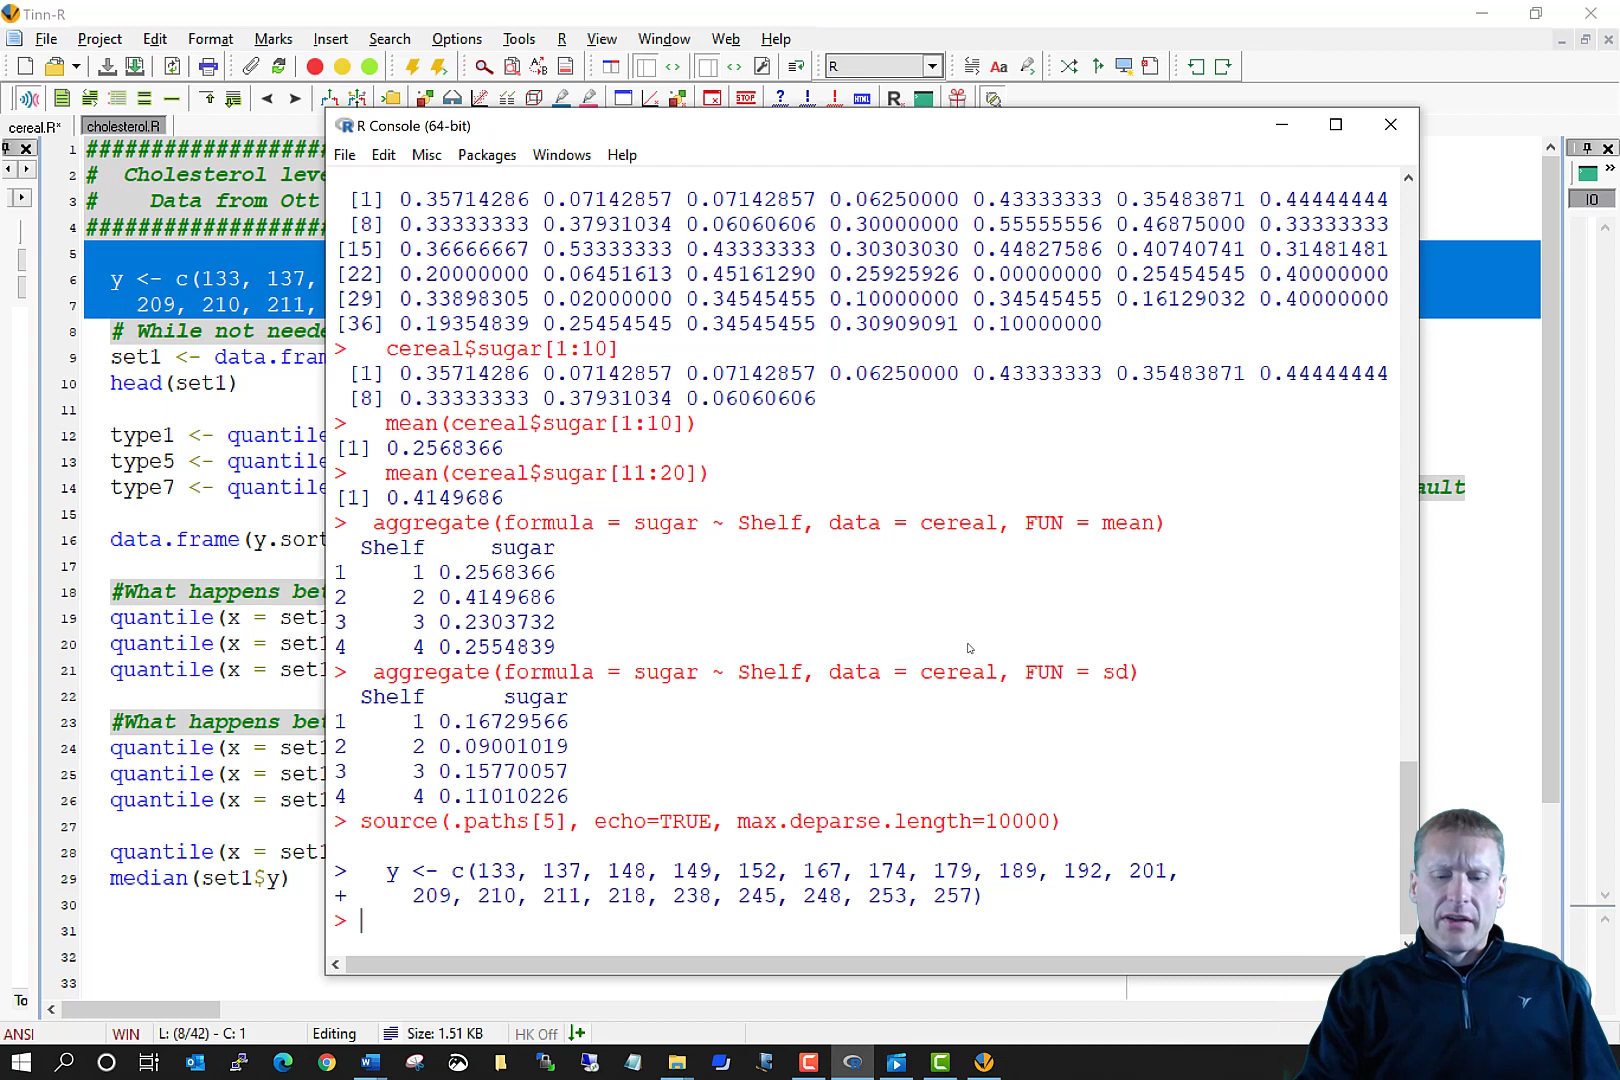 Tinn-R
File Project Edit Format Marks Insert Search Options Tools R View Window Web Help
R
cereal.R* cholesterol.R
R Console (64-bit)
File Edit Misc Packages Windows Help
1 ####################
2 # Cholesterol leve
3 # Data from Ott
4 ####################
5
6 y <- c(133, 137,
7 209, 210, 211,
8 # While not neede
9 set1 <- data.fran
10 head(set1)
11
12 type1 <- quantile
13 type5 <- quantile
14 type7 <- quantile
ault
15
16 data.frame(y.sort
17
18 #What happens bet
19 quantile(x = set1
20 quantile(x = set1
21 quantile(x = set1
22
23 #What happens bet
24 quantile(x = set1
25 quantile(x = set1
26 quantile(x = set1
27
28 quantile(x = set1
29 median(set1$y)
30
31
32
33
[1] 0.35714286 0.07142857 0.07142857 0.06250000 0.43333333 0.35483871 0.44444444
[8] 0.33333333 0.37931034 0.06060606 0.30000000 0.55555556 0.46875000 0.33333333
[15] 0.36666667 0.53333333 0.43333333 0.30303030 0.44827586 0.40740741 0.31481481
[22] 0.20000000 0.06451613 0.45161290 0.25925926 0.00000000 0.25454545 0.40000000
[29] 0.33898305 0.02000000 0.34545455 0.10000000 0.34545455 0.16129032 0.40000000
[36] 0.19354839 0.25454545 0.34545455 0.30909091 0.10000000
> cereal$sugar[1:10]
[1] 0.35714286 0.07142857 0.07142857 0.06250000 0.43333333 0.35483871 0.44444444
[8] 0.33333333 0.37931034 0.06060606
> mean(cereal$sugar[1:10])
[1] 0.2568366
> mean(cereal$sugar[11:20])
[1] 0.4149686
> aggregate(formula = sugar ~ Shelf, data = cereal, FUN = mean)
Shelf sugar
1 1 0.2568366
2 2 0.4149686
3 3 0.2303732
4 4 0.2554839
> aggregate(formula = sugar ~ Shelf, data = cereal, FUN = sd)
Shelf sugar
1 1 0.16729566
2 2 0.09001019
3 3 0.15770057
4 4 0.11010226
> source(.paths[5], echo=TRUE, max.deparse.length=10000)
> y <- c(133, 137, 148, 149, 152, 167, 174, 179, 189, 192, 201,
+ 209, 210, 211, 218, 238, 245, 248, 253, 257)
>
IO
To
ANSI WIN L: (8/42) - C: 1 Editing Size: 1.51 KB HK Off